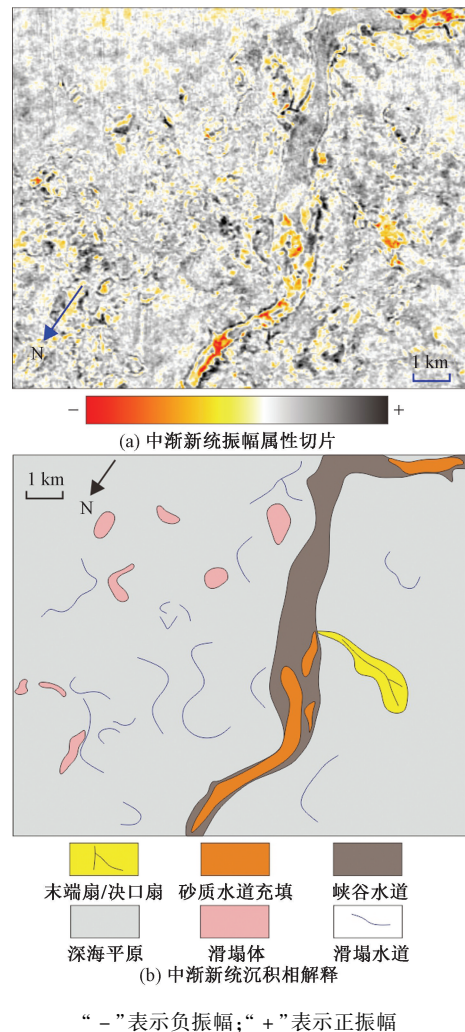 N
1 km
- +
(a) 中渐新统振幅属性切片
1 km
N
末端扇/决口扇 砂质水道充填 峡谷水道
深海平原 滑塌体 滑塌水道
(b) 中渐新统沉积相解释
“-”表示负振幅;“+”表示正振幅